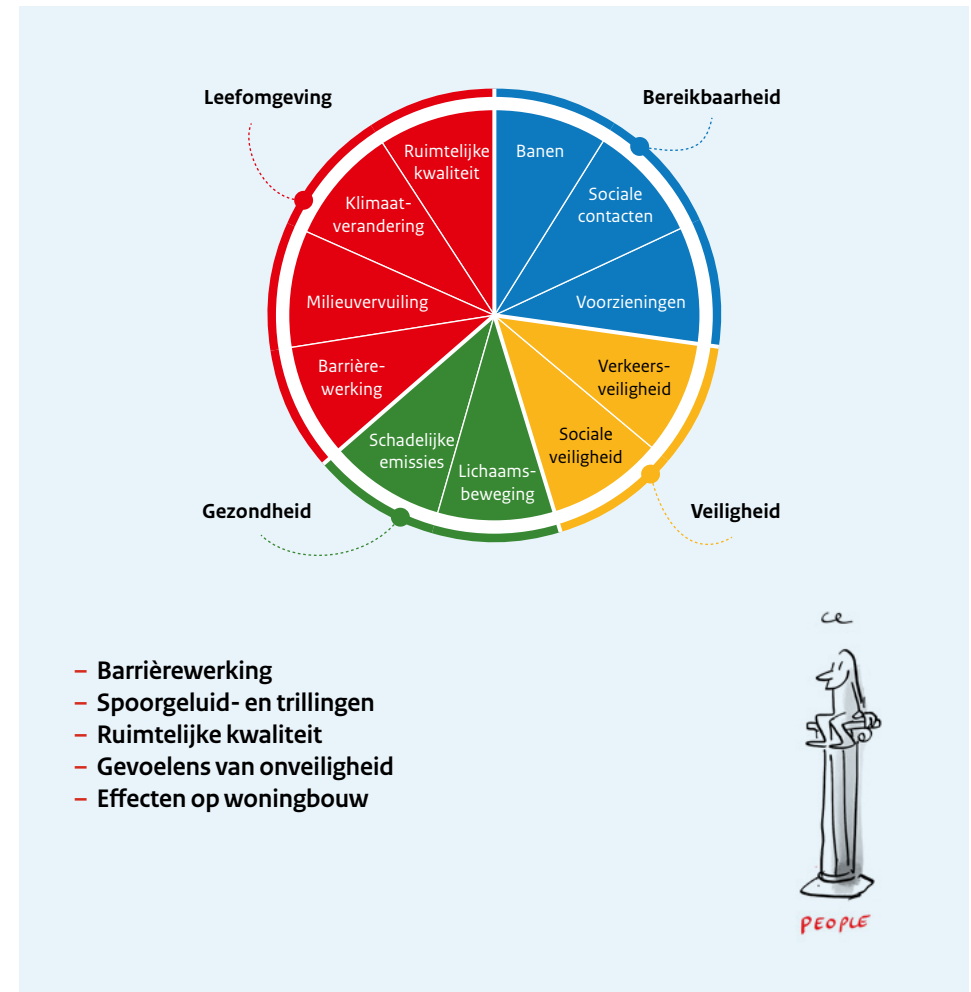 Leefomgeving
Bereikbaarheid
Ruimtelijke
kwaliteit
Banen
Klimaat-
verandering
Sociale
contacten
Milieuvervuiling
Voorzieningen
Barrière-
werking
Verkeers-
veiligheid
Schadelijke
emissies
Lichaams-
beweging
Sociale
veiligheid
Gezondheid
Veiligheid
– Barrièrewerking
– Spoorgeluid- en trillingen
– Ruimtelijke kwaliteit
– Gevoelens van onveiligheid
– Effecten op woningbouw
PEOPLE